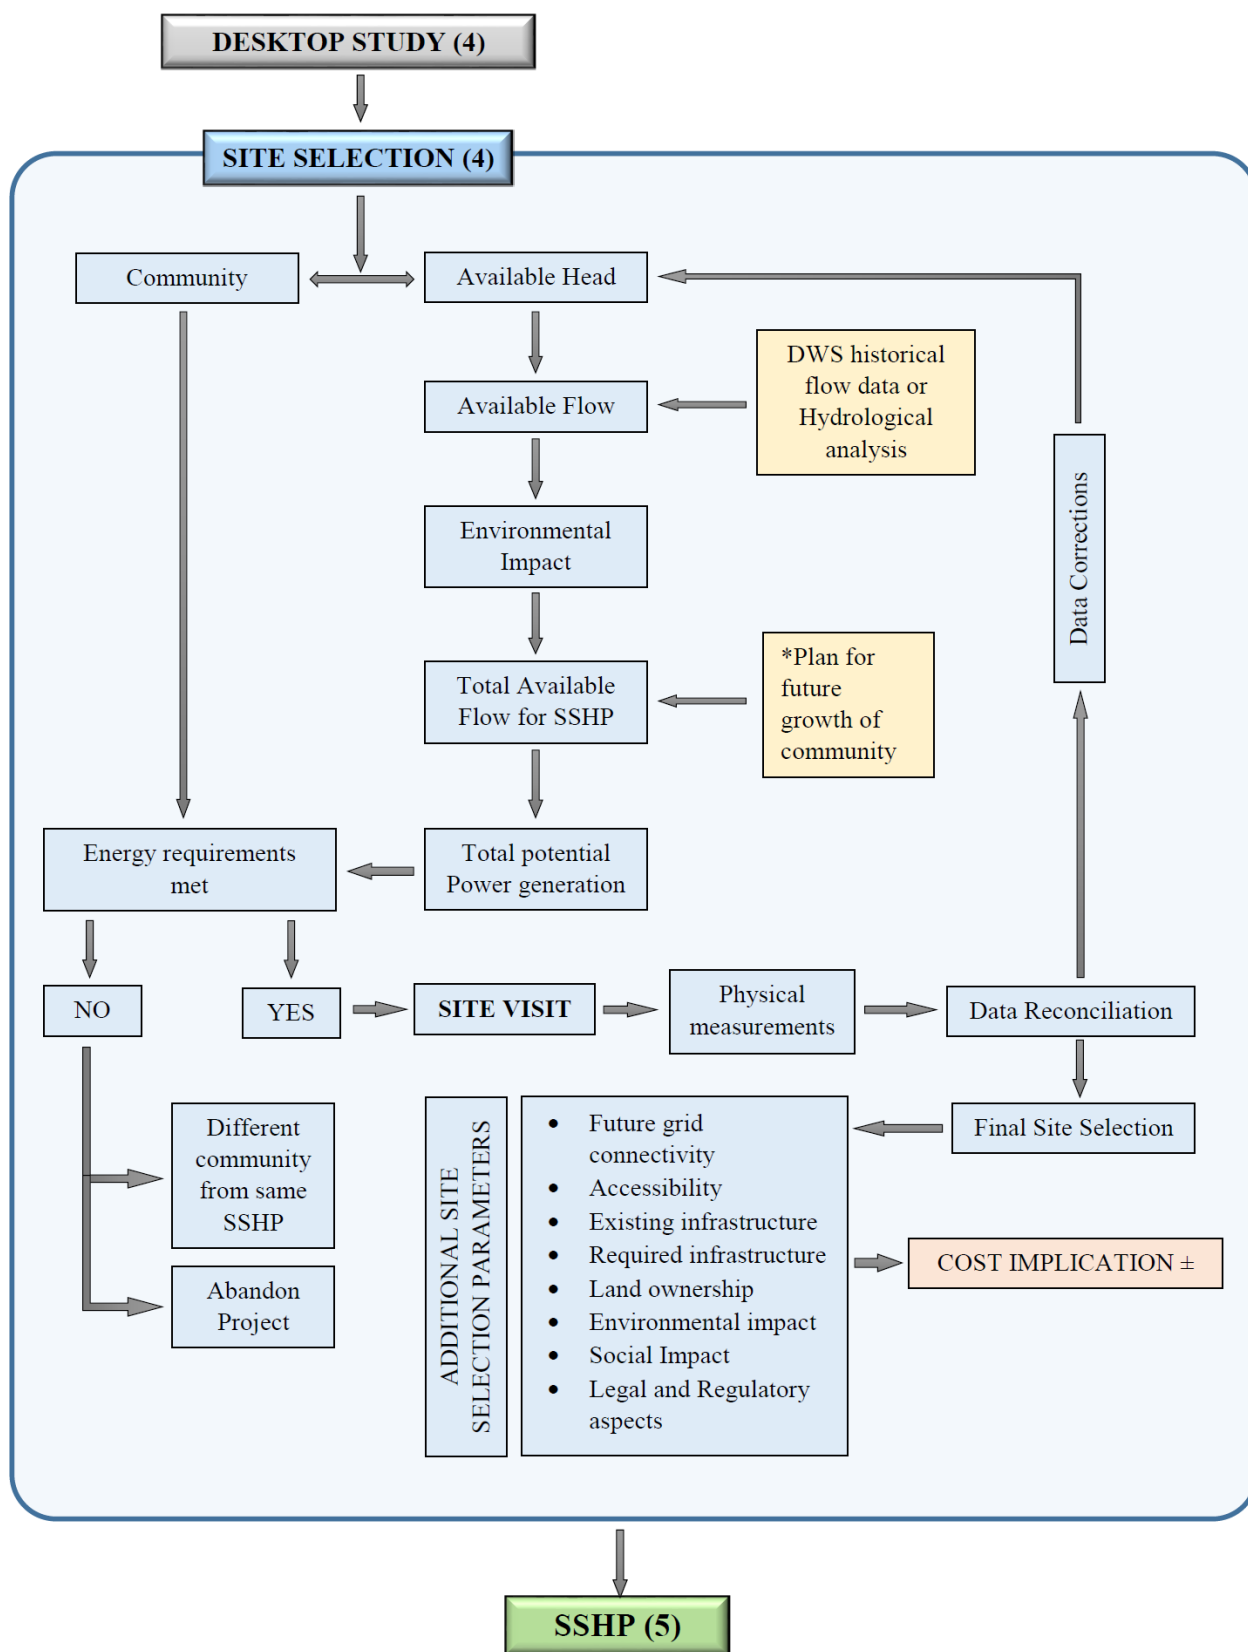 DESKTOP STUDY (4)
SITE SELECTION (4)
Community
Available Head
DWS historical
flow data or
Hydrological
analysis
Available Flow
Environmental
Impact
Data Corrections
*Plan for
future
growth of
community
Total Available
Flow for SSHP
Energy requirements
met
Total potential
Power generation
NO
YES
SITE VISIT
Physical
measurements
Data Reconciliation
Different
community
from same
SSHP
Abandon
Project
Final Site Selection
ADDITIONAL SITE
SELECTION PARAMETERS
• Future grid
connectivity
• Accessibility
• Existing infrastructure
• Required infrastructure
• Land ownership
• Environmental impact
• Social Impact
• Legal and Regulatory
aspects
COST IMPLICATION ±
SSHP (5)